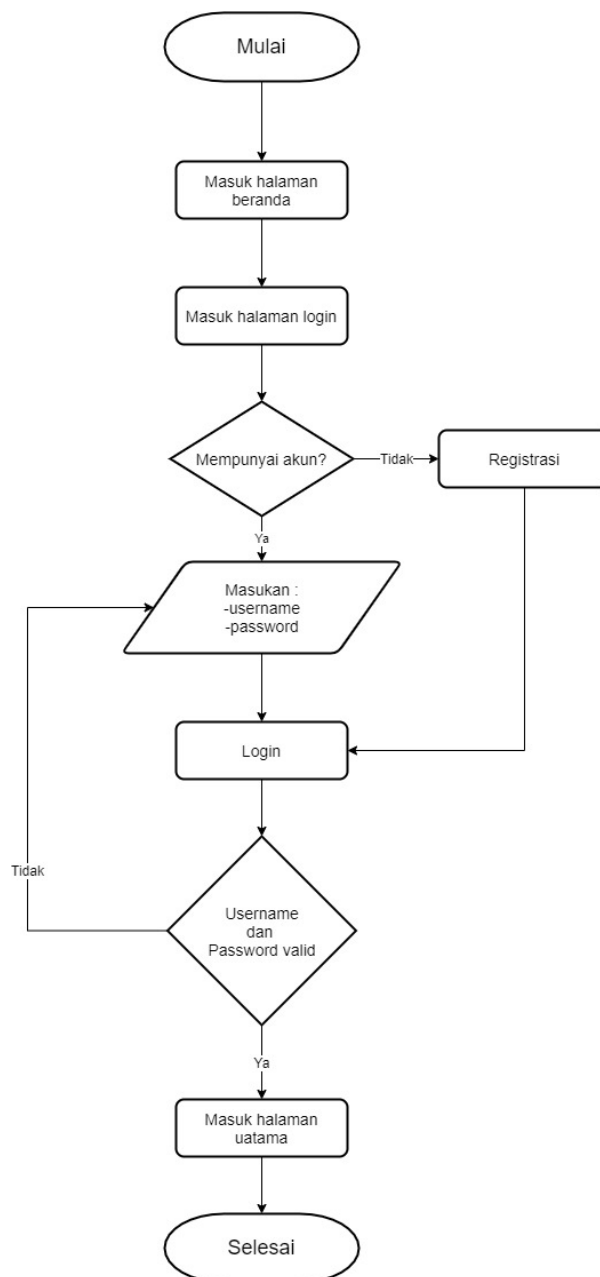 Mulai
Masuk halaman
beranda
Masuk halaman login
Mempunyai akun?
Tidak
Registrasi
Ya
Masukan :
-username
-password
Login
Tidak
Username
dan
Password valid
Ya
Masuk halaman
uatama
Selesai